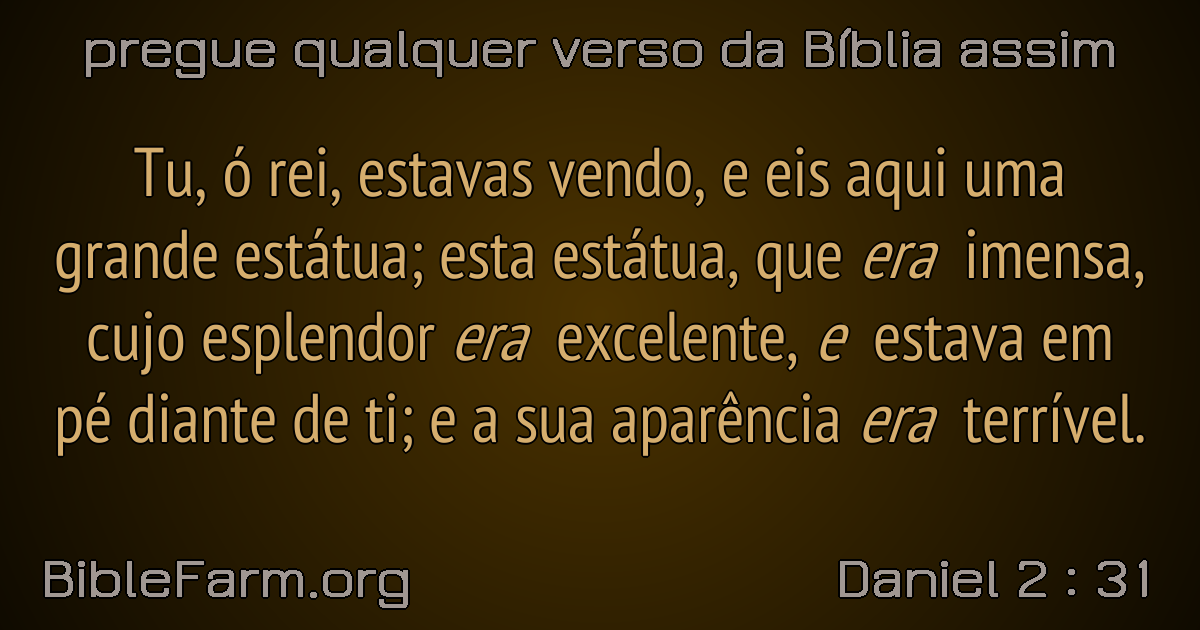 pregue qualquer verso da Bíblia assim
Tu, ó rei, estavas vendo, e eis aqui uma
grande estátua; esta estátua, que era imensa,
cujo esplendor era excelente, e estava em
pé diante de ti; e a sua aparência era terrível.
BibleFarm.org
Daniel 2 : 31